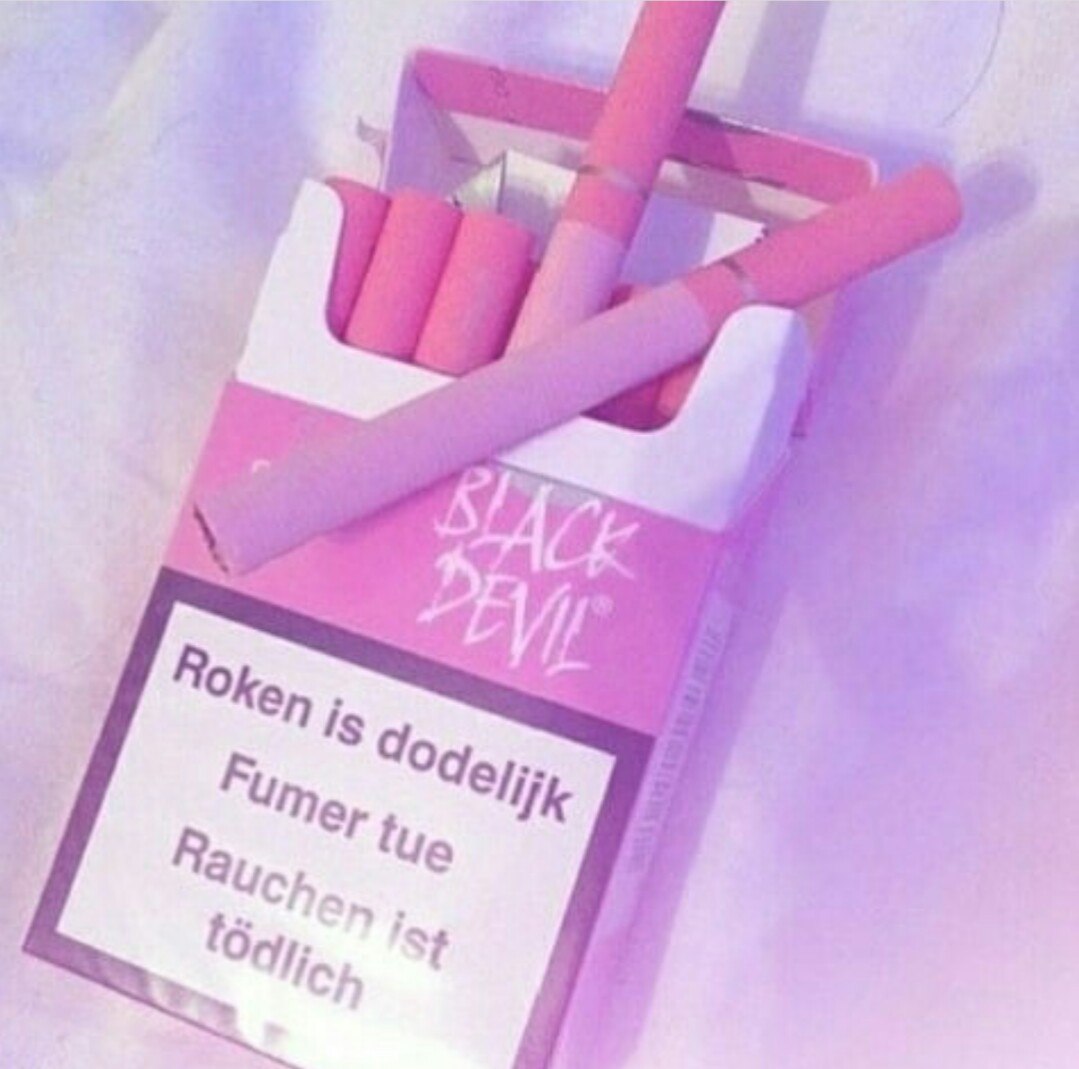 BLACK
DEVIL®
Roken is dodelijk
Fumer tue
Rauchen ist
tödlich